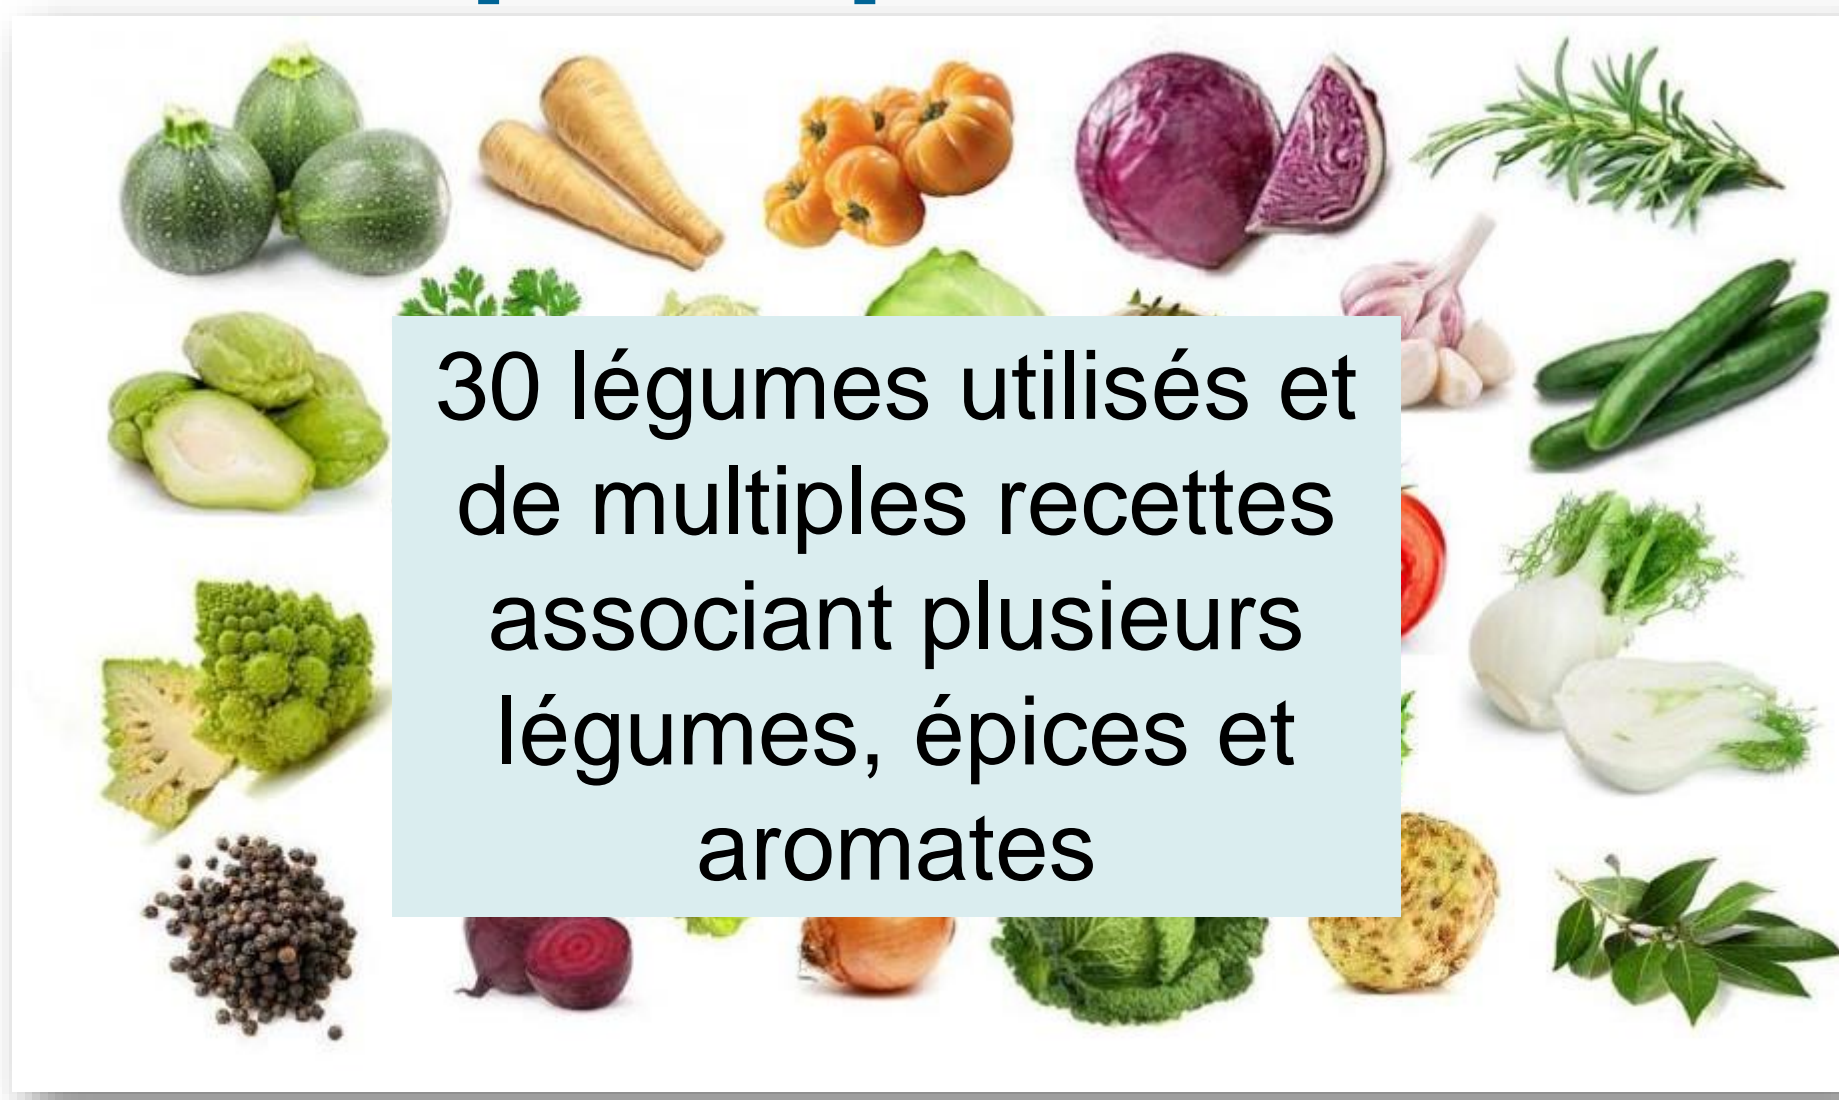 30 légumes utilisés et
de multiples recettes
associant plusieurs
légumes, épices et
aromates